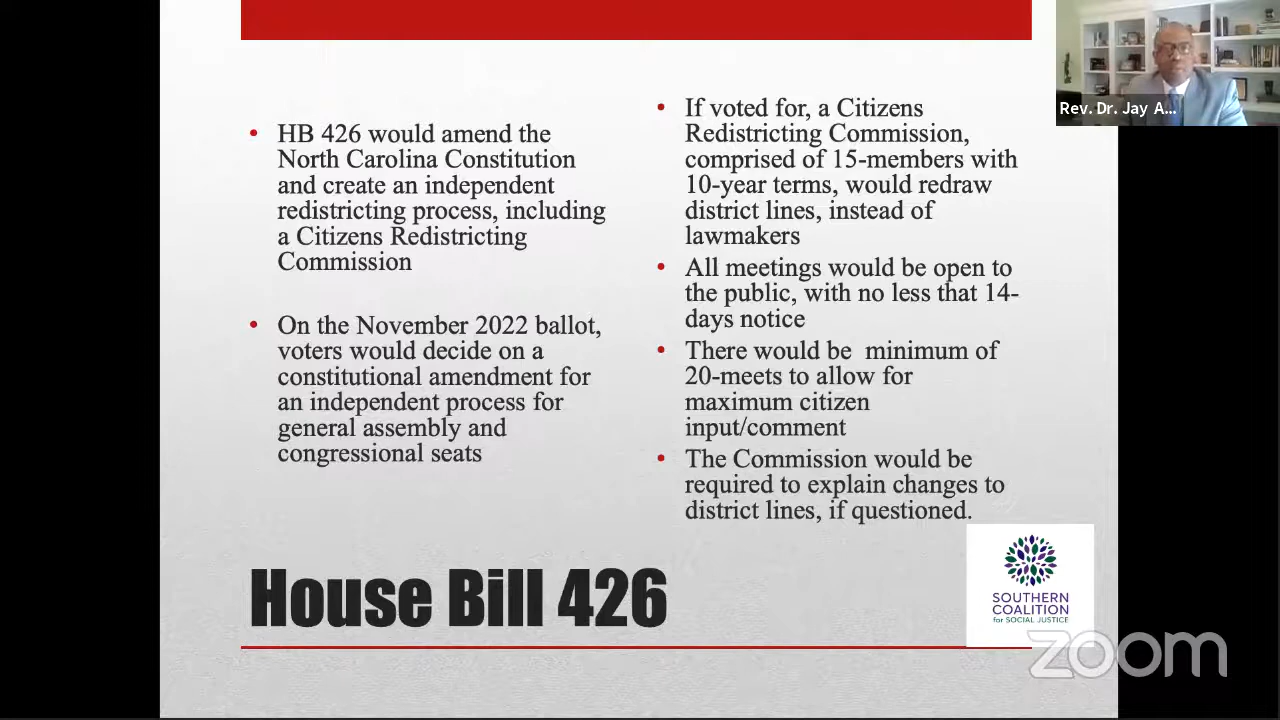 • HB 426 would amend the
North Carolina Constitution
and create an independent
redistricting process, including
a Citizens Redistricting
Commission
• On the November 2022 ballot,
voters would decide on a
constitutional amendment for
an independent process for
general assembly and
congressional seats
• If voted for, a Citizens
Redistricting Commission,
comprised of 15-members with
10-year terms, would redraw
district lines, instead of
lawmakers
• All meetings would be open to
the public, with no less that 14-
days notice
• There would be minimum of
20-meets to allow for
maximum citizen
input/comment
• The Commission would be
required to explain changes to
district lines, if questioned.
House Bill 426
SOUTHERN
COALITION
for SOCIAL JUSTICE
zoom
Rev. Dr. Jay A...